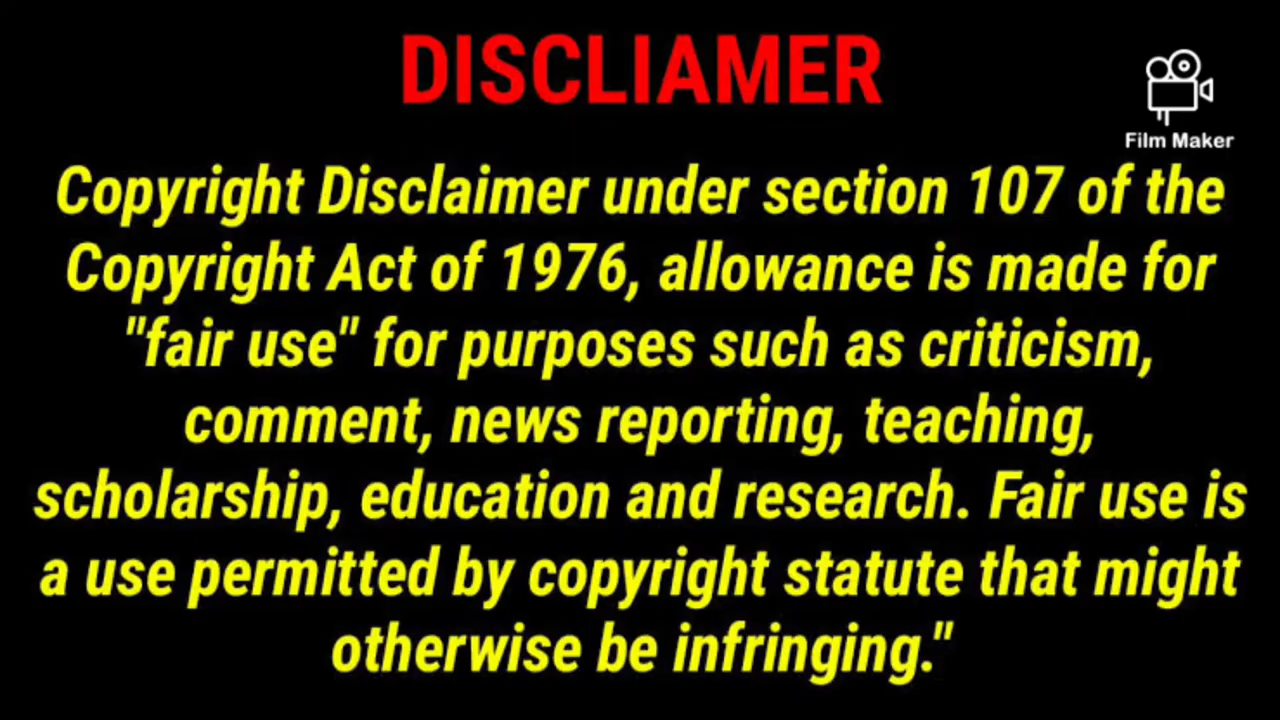 DISCLIAMER
Film Maker
Copyright Disclaimer under section 107 of the
Copyright Act of 1976, allowance is made for
"fair use" for purposes such as criticism,
comment, news reporting, teaching,
scholarship, education and research. Fair use is
a use permitted by copyright statute that might
otherwise be infringing."